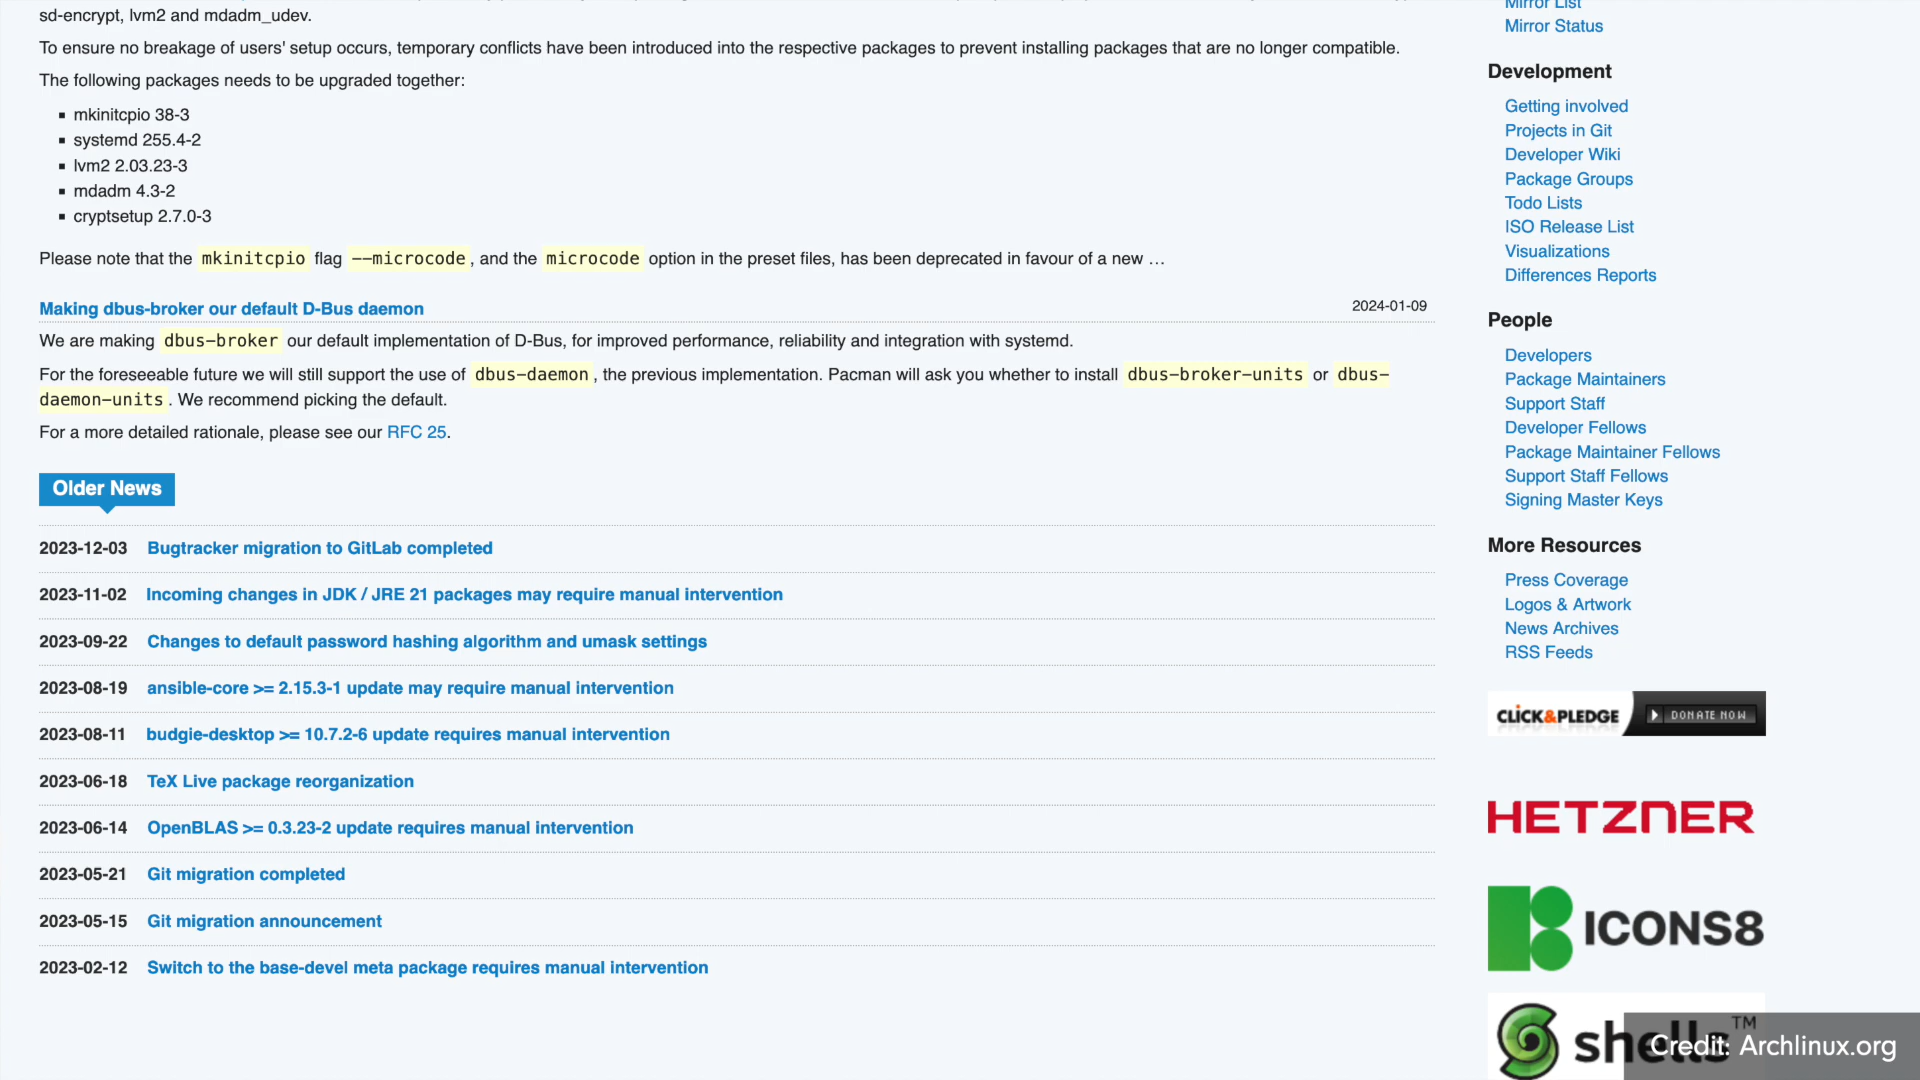 sd-encrypt, lvm2 and mdadm_udev.
To ensure no breakage of users' setup occurs, temporary conflicts have been introduced into the respective packages to prevent installing packages that are no longer compatible.
The following packages needs to be upgraded together:
mkinitcpio 38-3
systemd 255.4-2
lvm2 2.03.23-3
mdadm 4.3-2
cryptsetup 2.7.0-3
Please note that the mkinitcpio flag --microcode, and the microcode option in the preset files, has been deprecated in favour of a new …
Making dbus-broker our default D-Bus daemon 2024-01-09
We are making dbus-broker our default implementation of D-Bus, for improved performance, reliability and integration with systemd.
For the foreseeable future we will still support the use of dbus-daemon, the previous implementation. Pacman will ask you whether to install dbus-broker-units or dbus-
daemon-units. We recommend picking the default.
For a more detailed rationale, please see our RFC 25.
Older News
2023-12-03 Bugtracker migration to GitLab completed
2023-11-02 Incoming changes in JDK / JRE 21 packages may require manual intervention
2023-09-22 Changes to default password hashing algorithm and umask settings
2023-08-19 ansible-core >= 2.15.3-1 update may require manual intervention
2023-08-11 budgie-desktop >= 10.7.2-6 update requires manual intervention
2023-06-18 TeX Live package reorganization
2023-06-14 OpenBLAS >= 0.3.23-2 update requires manual intervention
2023-05-21 Git migration completed
2023-05-15 Git migration announcement
2023-02-12 Switch to the base-devel meta package requires manual intervention
Mirror List
Mirror Status
Development
Getting involved
Projects in Git
Developer Wiki
Package Groups
Todo Lists
ISO Release List
Visualizations
Differences Reports
People
Developers
Package Maintainers
Support Staff
Developer Fellows
Package Maintainer Fellows
Support Staff Fellows
Signing Master Keys
More Resources
Press Coverage
Logos & Artwork
News Archives
RSS Feeds
CLICK&PLEDGE DONATE NOW
HETZNER
ICONS8
shells™
Credit: Archlinux.org